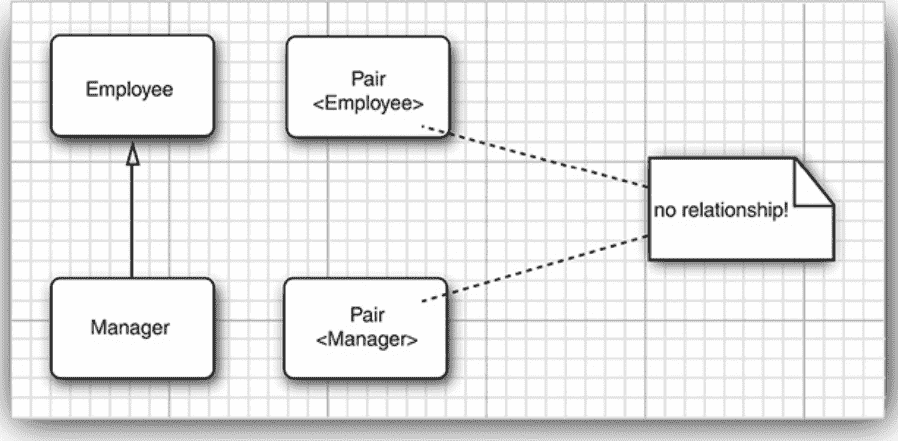 Employee
Pair
<Employee>
no relationship!
Manager
Pair
<Manager>